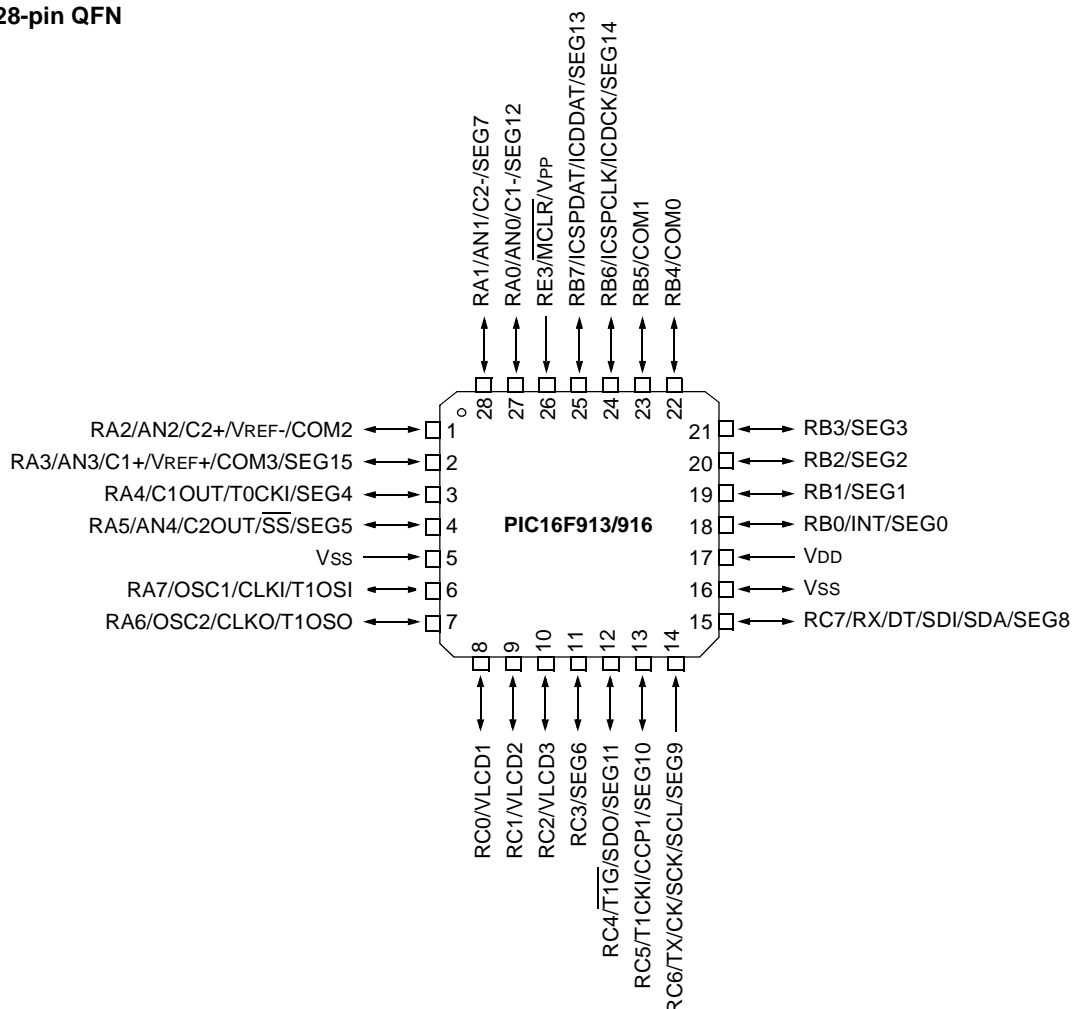 28-pin QFN
RA1/AN1/C2-/SEG7
RA0/AN0/C1-/SEG12
RE3/MCLR/VPP
RB7/ICSPDAT/ICDDAT/SEG13
RB6/ICSPCLK/ICDCK/SEG14
RB5/COM1
RB4/COM0
28
27
26
25
24
23
22
RA2/AN2/C2+/VREF-/COM2
1
RA3/AN3/C1+/VREF+/COM3/SEG15
2
RA4/C1OUT/T0CKI/SEG4
3
RA5/AN4/C2OUT/SS/SEG5
4
VSS
5
RA7/OSC1/CLKI/T1OSI
6
RA6/OSC2/CLKO/T1OSO
7
PIC16F913/916
21
RB3/SEG3
20
RB2/SEG2
19
RB1/SEG1
18
RB0/INT/SEG0
17
VDD
16
VSS
15
RC7/RX/DT/SDI/SDA/SEG8
8
9
10
11
12
13
14
RC0/VLCD1
RC1/VLCD2
RC2/VLCD3
RC3/SEG6
RC4/T1G/SDO/SEG11
RC5/T1CKI/CCP1/SEG10
RC6/TX/CK/SCK/SCL/SEG9